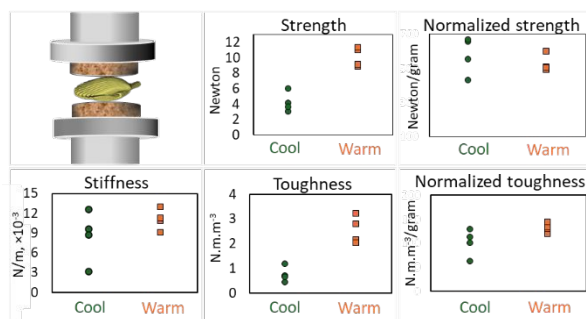 Strength
Newton
12
10
8
6
4
2
0
Cool Warm
Normalized strength
Newton/gram
Cool Warm
Stiffness
N/m, ×10⁻³
15
12
9
6
3
0
Cool Warm
Toughness
N.m.m⁻³
4
3
2
1
0
Cool Warm
Normalized toughness
N.m.m⁻³/gram
Cool Warm